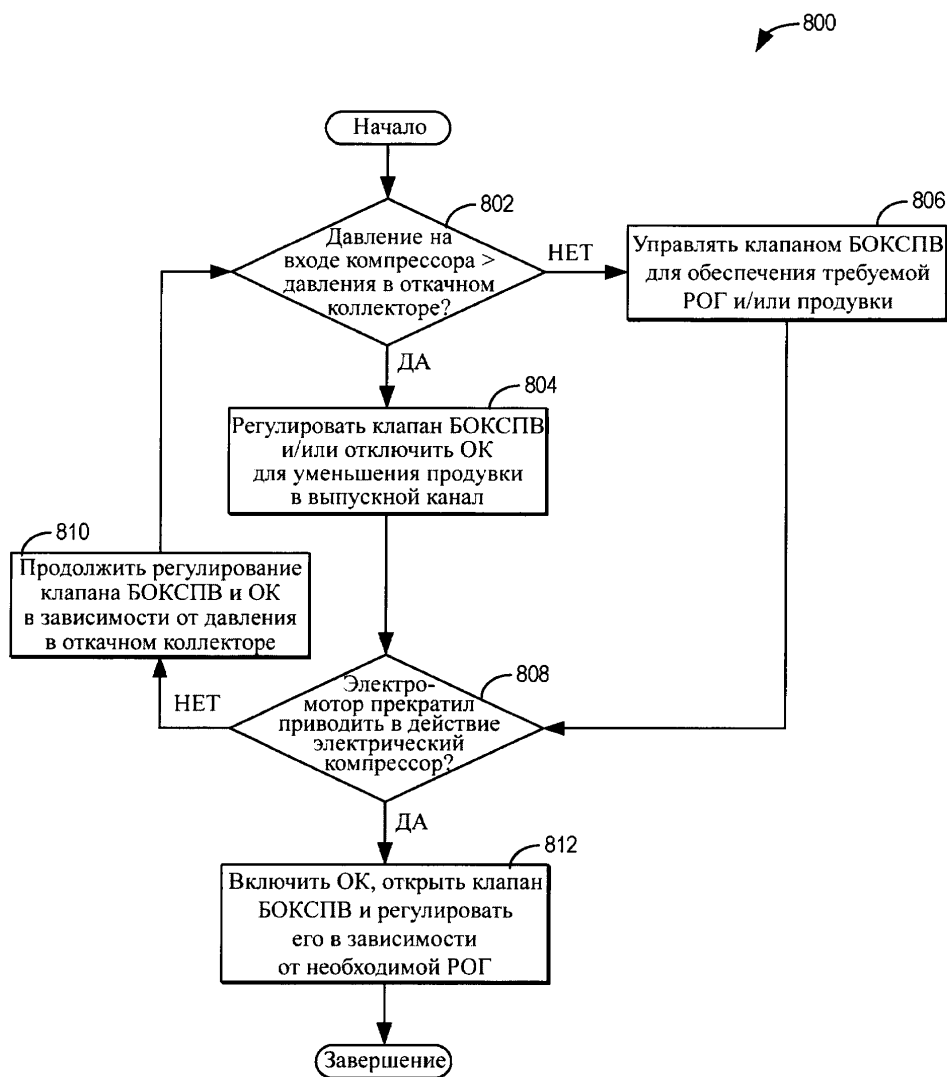 800
Начало
802
Давление на
входе компрессора >
давления в откачном
коллекторе?
НЕТ
806
Управлять клапаном БОКСПВ
для обеспечения требуемой
РОГ и/или продувки
ДА
804
Регулировать клапан БОКСПВ
и/или отключить ОК
для уменьшения продувки
в выпускной канал
810
Продолжить регулирование
клапана БОКСПВ и ОК
в зависимости от давления
в откачном коллекторе
НЕТ
808
Электро-
мотор прекратил
приводить в действие
электрический
компрессор?
ДА
812
Включить ОК, открыть клапан
БОКСПВ и регулировать
его в зависимости
от необходимой РОГ
Завершение